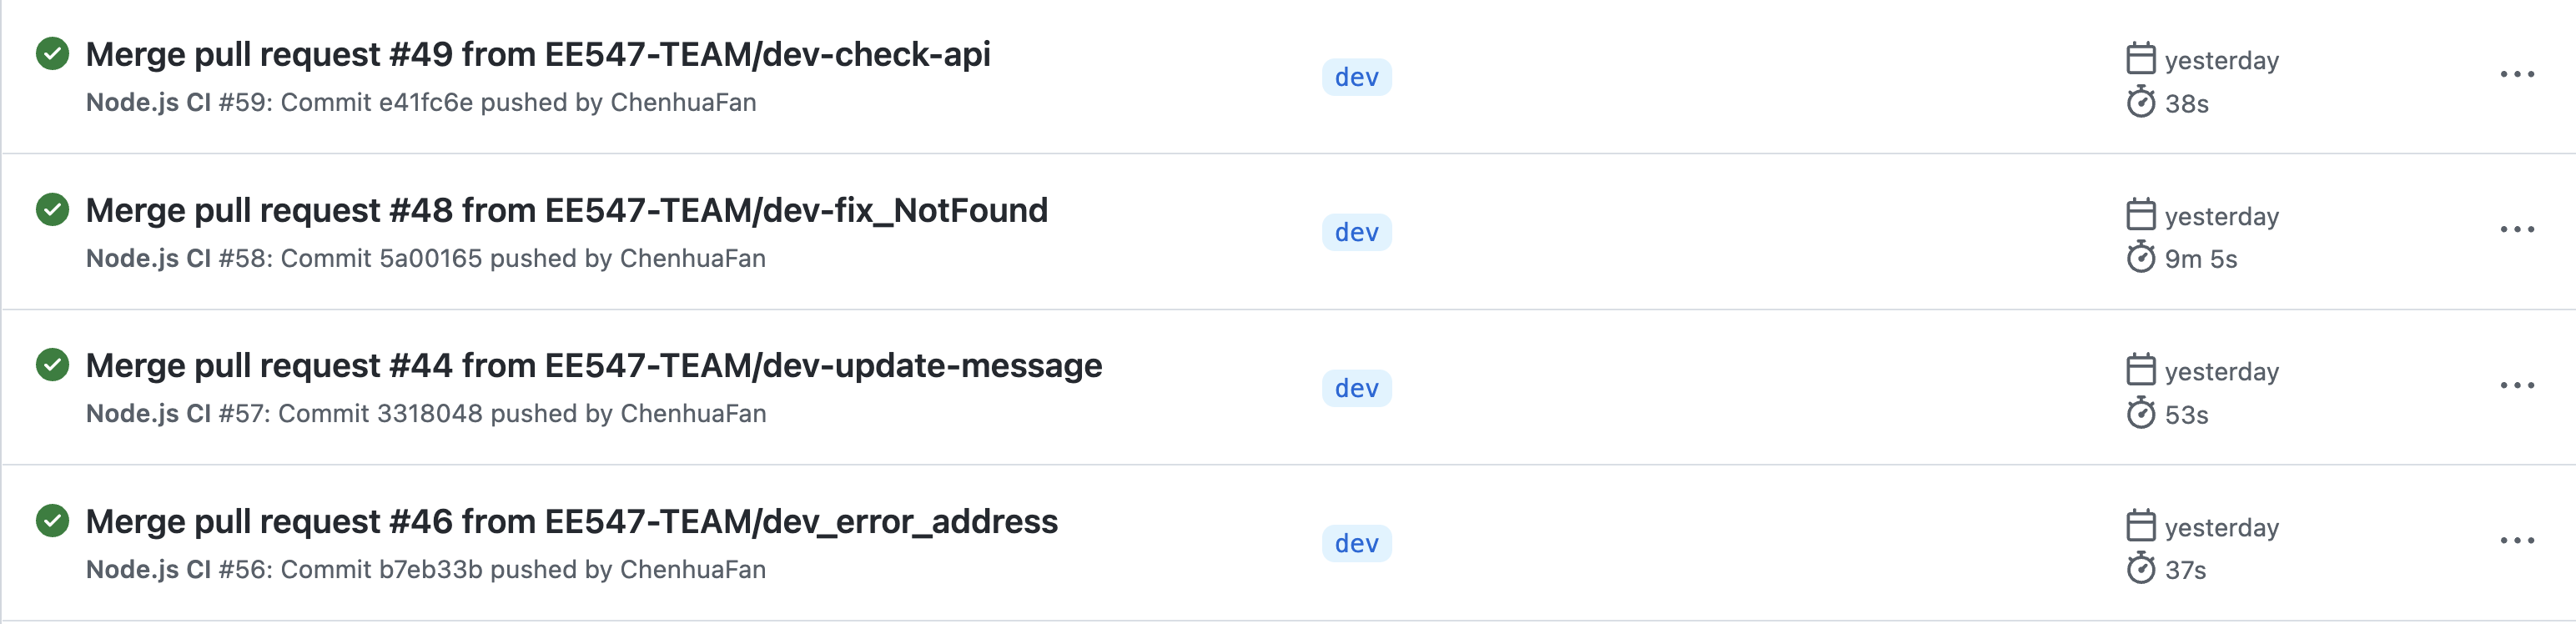 Merge pull request #49 from EE547-TEAM/dev-check-api
Node.js CI #59: Commit e41fc6e pushed by ChenhuaFan
dev
yesterday
38s
Merge pull request #48 from EE547-TEAM/dev-fix_NotFound
Node.js CI #58: Commit 5a00165 pushed by ChenhuaFan
dev
yesterday
9m 5s
Merge pull request #44 from EE547-TEAM/dev-update-message
Node.js CI #57: Commit 3318048 pushed by ChenhuaFan
dev
yesterday
53s
Merge pull request #46 from EE547-TEAM/dev_error_address
Node.js CI #56: Commit b7eb33b pushed by ChenhuaFan
dev
yesterday
37s